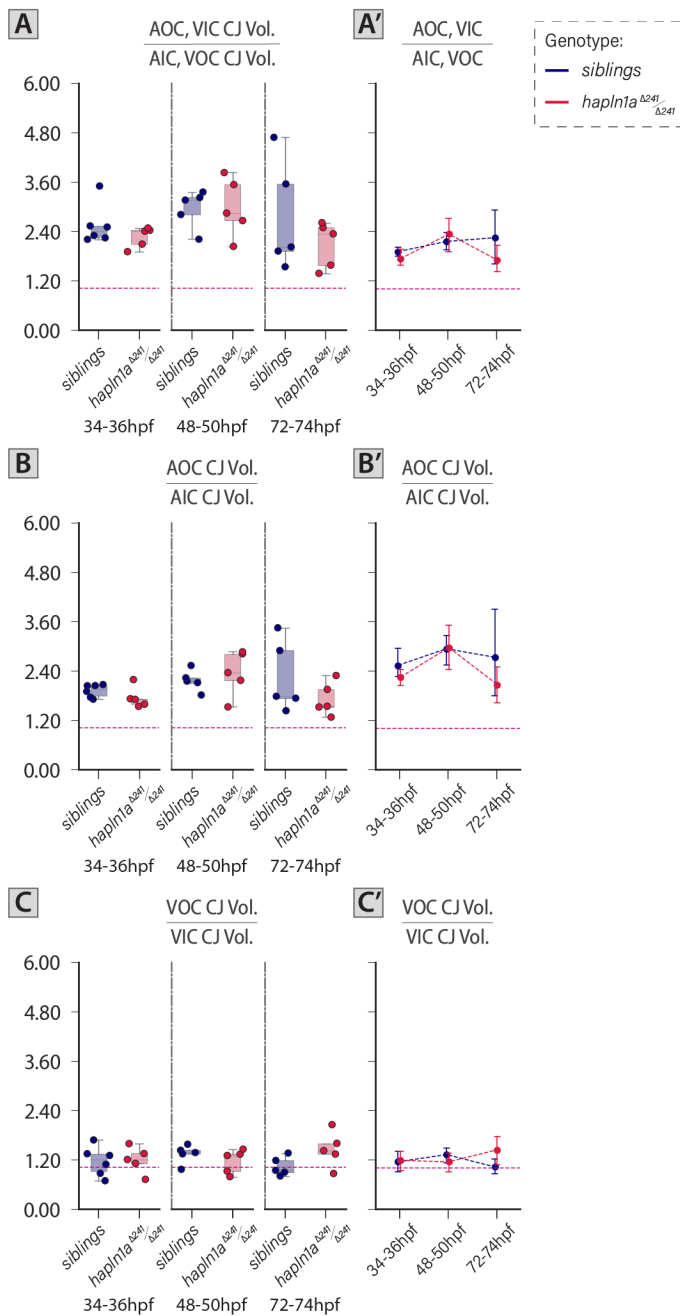 A
AOC, VIC CJ Vol.
AIC, VOC CJ Vol.
A′
AOC, VIC
AIC, VOC
Genotype:
siblings
hapln1a Δ241/Δ241
6.00
4.80
3.60
2.40
1.20
0.00
siblings
hapln1a Δ241/Δ241
siblings
hapln1a Δ241/Δ241
siblings
hapln1a Δ241/Δ241
34-36hpf
48-50hpf
72-74hpf
34-36hpf
48-50hpf
72-74hpf
B
AOC CJ Vol.
AIC CJ Vol.
B′
AOC CJ Vol.
AIC CJ Vol.
6.00
4.80
3.60
2.40
1.20
0.00
siblings
hapln1a Δ241/Δ241
siblings
hapln1a Δ241/Δ241
siblings
hapln1a Δ241/Δ241
34-36hpf
48-50hpf
72-74hpf
34-36hpf
48-50hpf
72-74hpf
C
VOC CJ Vol.
VIC CJ Vol.
C′
VOC CJ Vol.
VIC CJ Vol.
6.00
4.80
3.60
2.40
1.20
0.00
siblings
hapln1a Δ241/Δ241
siblings
hapln1a Δ241/Δ241
siblings
hapln1a Δ241/Δ241
34-36hpf
48-50hpf
72-74hpf
34-36hpf
48-50hpf
72-74hpf